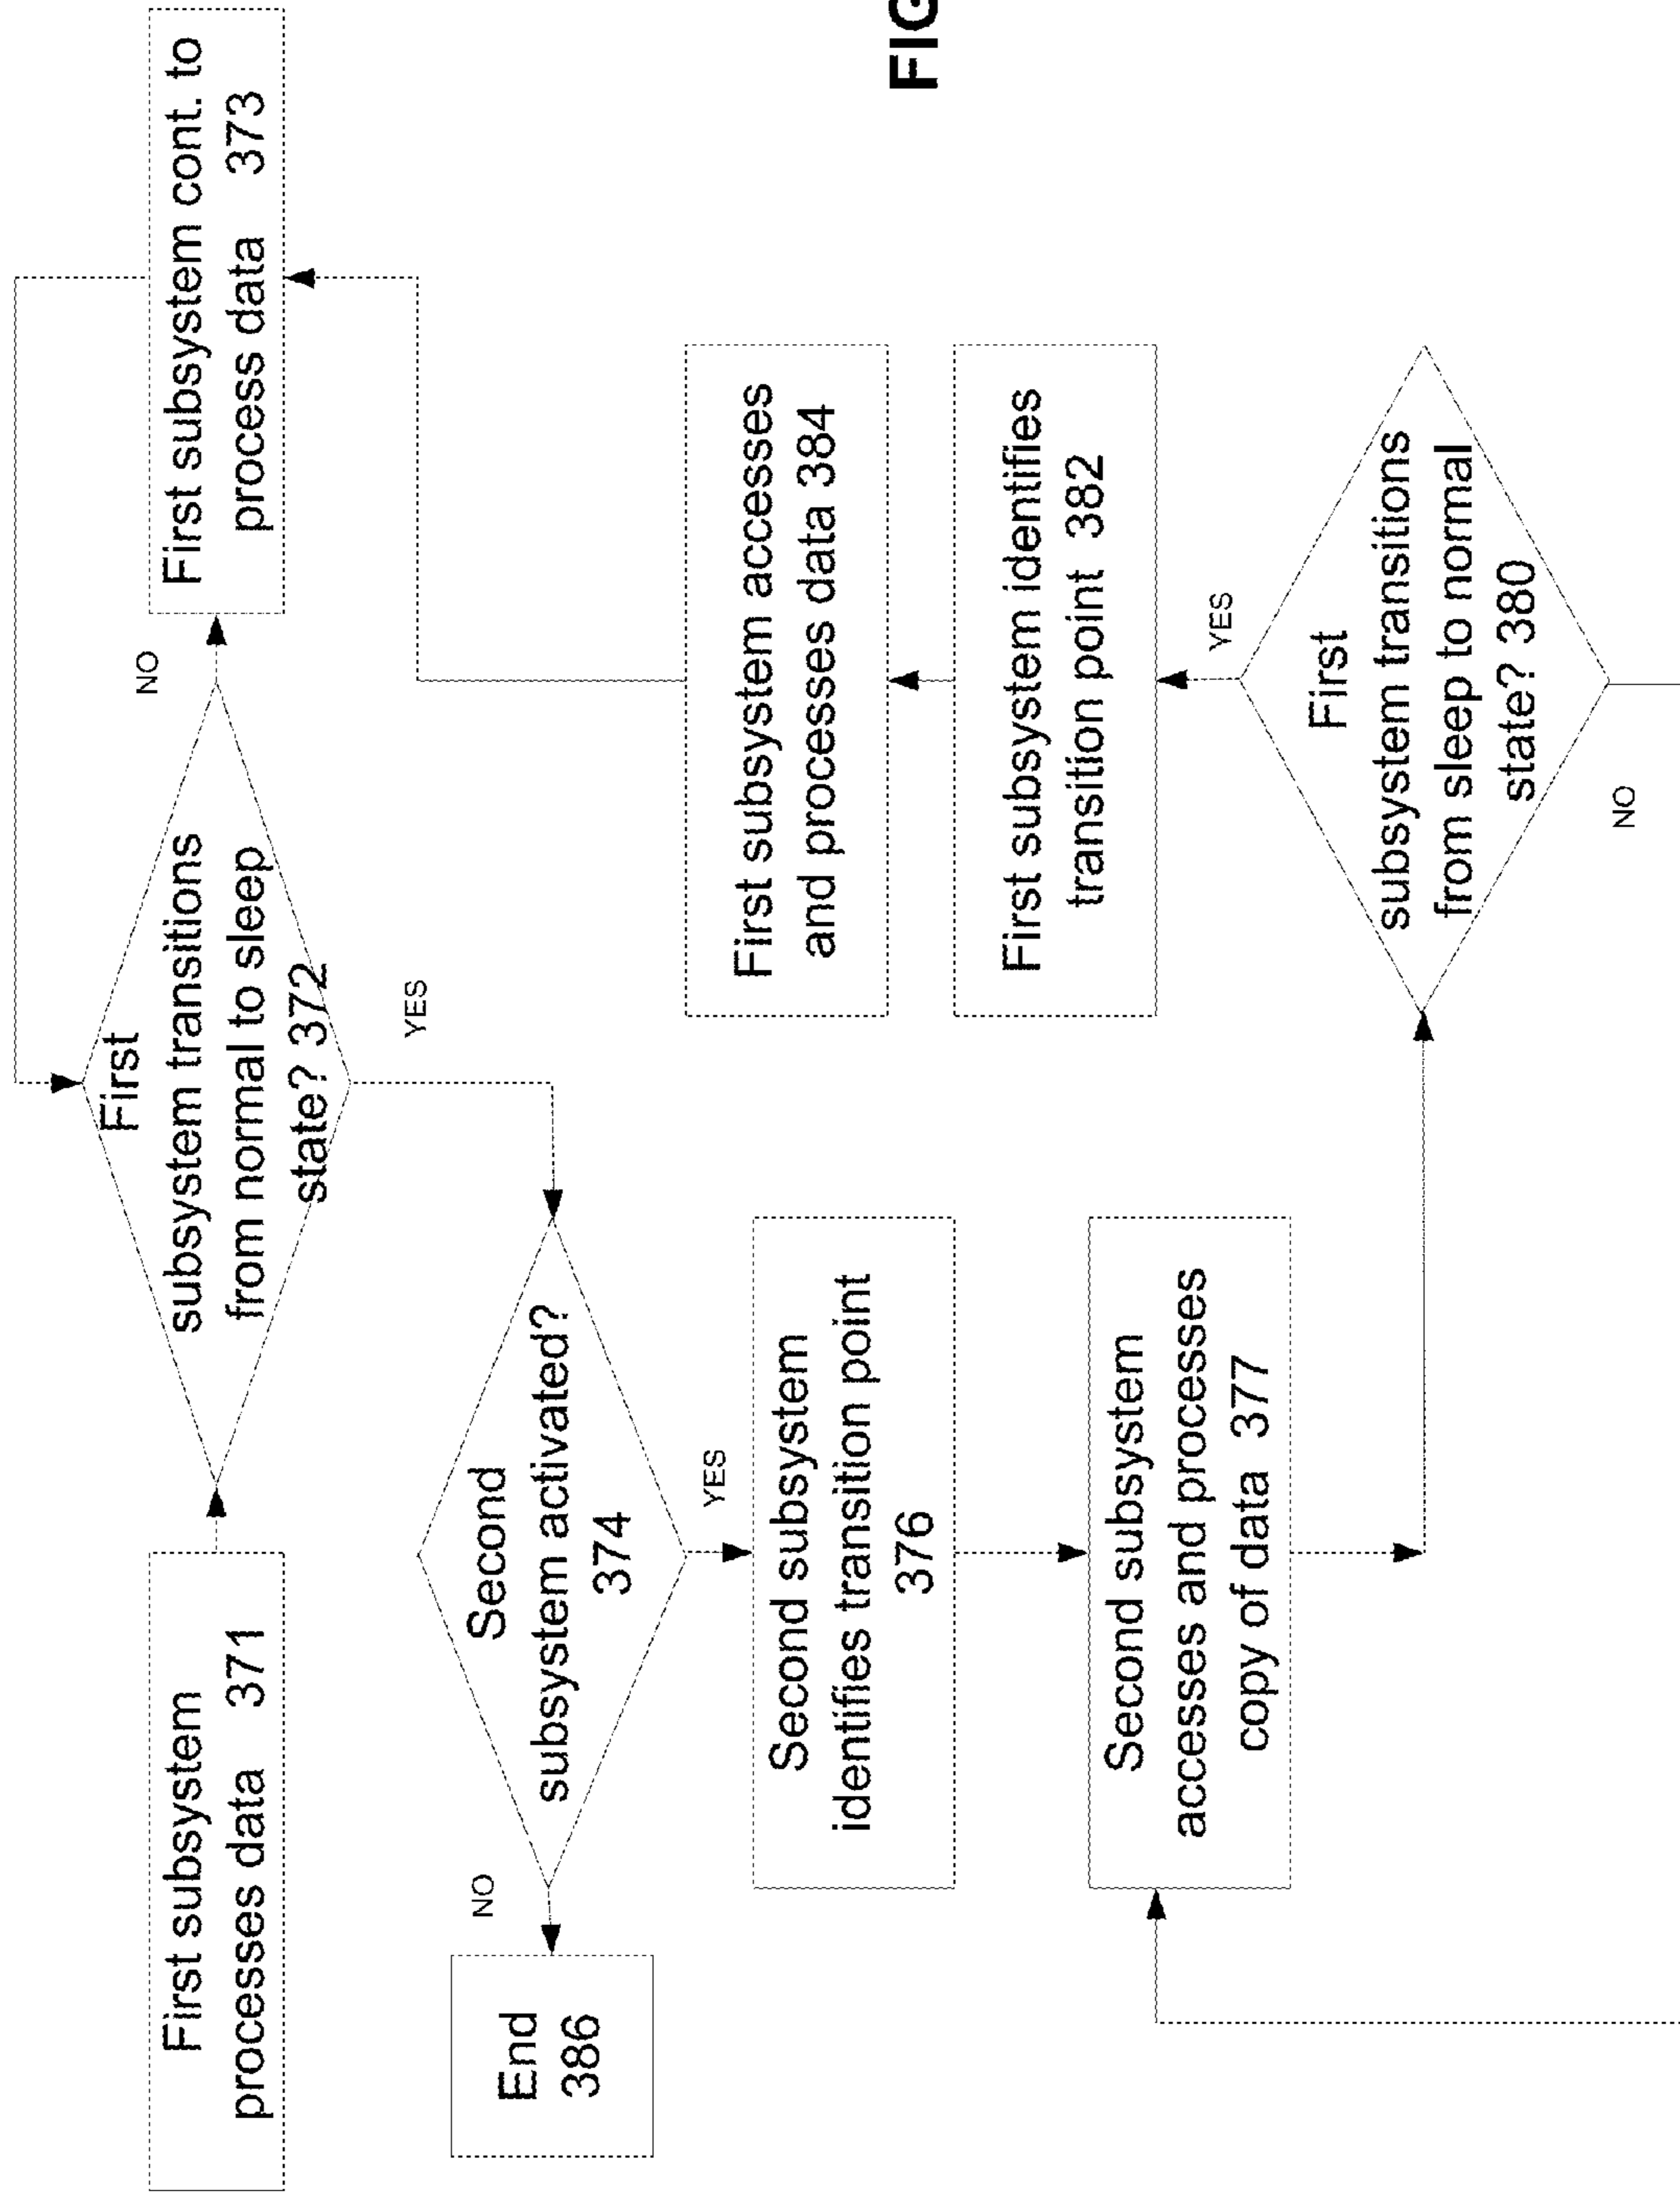 First subsystem
processes data 371
First
subsystem transitions
from normal to sleep
state? 372
NO
First subsystem cont. to
process data 373
YES
Second
subsystem activated?
374
NO
End
386
YES
Second subsystem
identifies transition point
376
Second subsystem
accesses and processes
copy of data 377
First
subsystem transitions
from sleep to normal
state? 380
NO
YES
First subsystem identifies
transition point 382
First subsystem accesses
and processes data 384